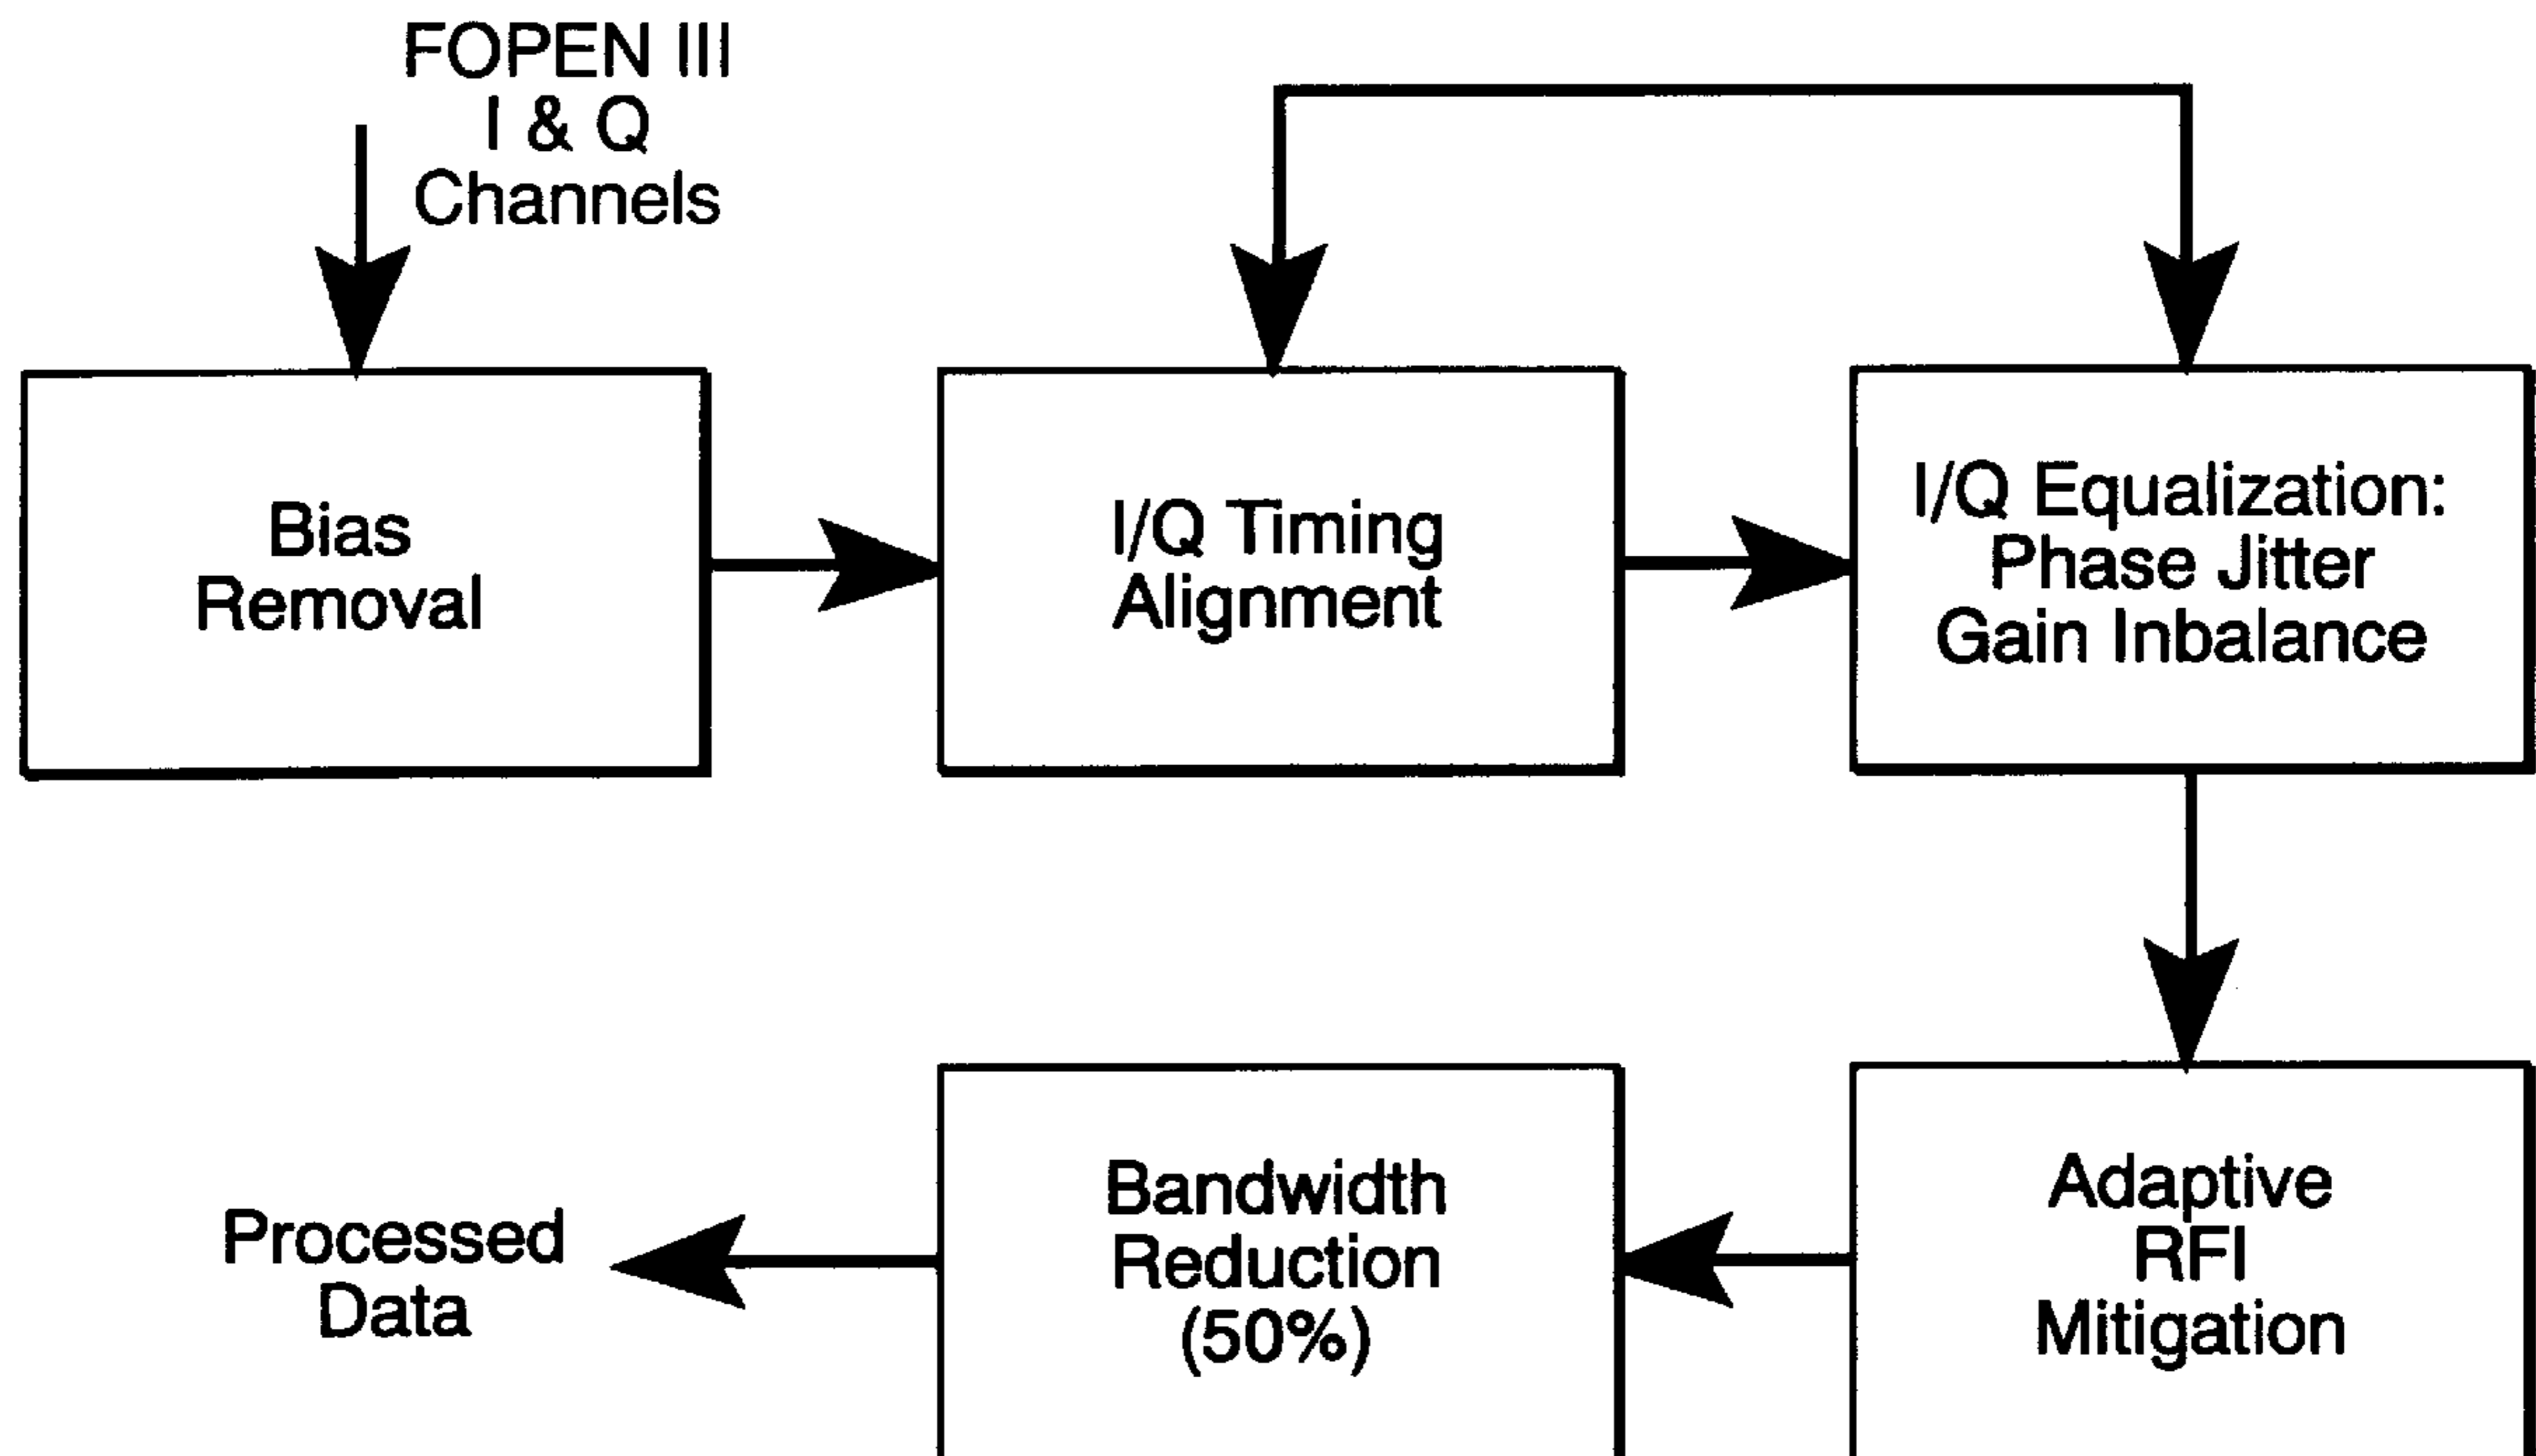 FOPEN III
I & Q
Channels
Bias
Removal
I/Q Timing
Alignment
I/Q Equalization:
Phase Jitter
Gain Inbalance
Adaptive
RFI
Mitigation
Bandwidth
Reduction
(50%)
Processed
Data